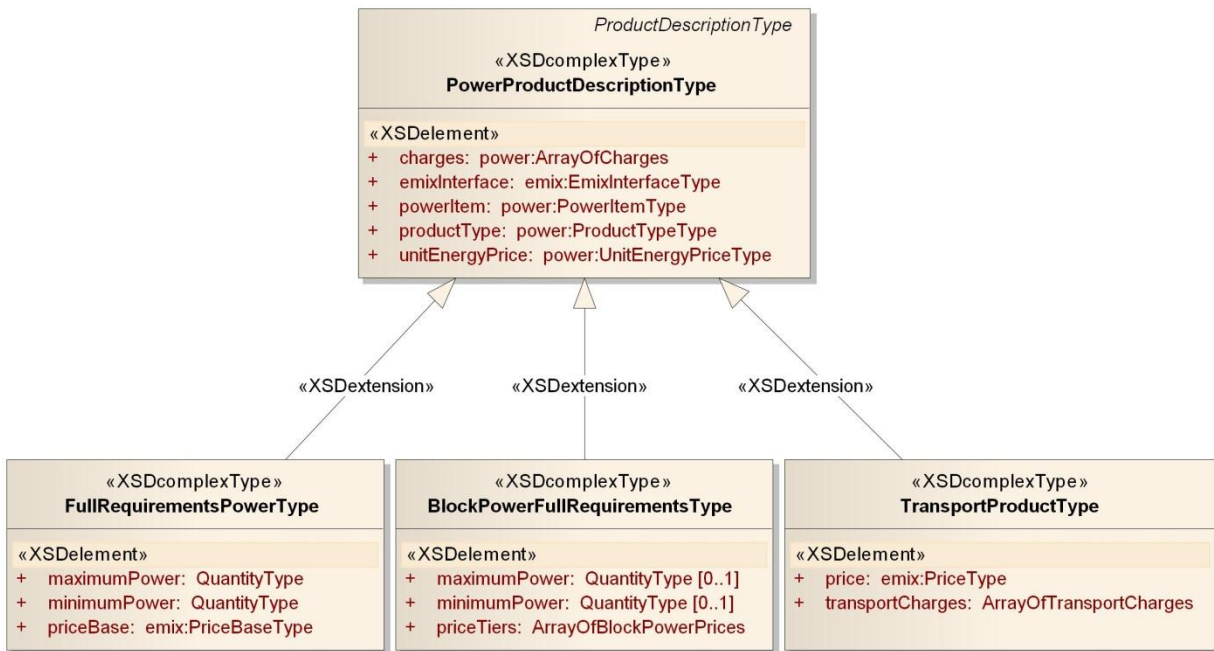 ProductDescriptionType
«XSDcomplexType»
PowerProductDescriptionType
«XSDelement»
+ charges: power:ArrayOfCharges
+ emixInterface: emix:EmixInterfaceType
+ powerItem: power:PowerItemType
+ productType: power:ProductTypeType
+ unitEnergyPrice: power:UnitEnergyPriceType
«XSDextension» «XSDextension» «XSDextension»
«XSDcomplexType»
FullRequirementsPowerType
«XSDelement»
+ maximumPower: QuantityType
+ minimumPower: QuantityType
+ priceBase: emix:PriceBaseType
«XSDcomplexType»
BlockPowerFullRequirementsType
«XSDelement»
+ maximumPower: QuantityType [0..1]
+ minimumPower: QuantityType [0..1]
+ priceTiers: ArrayOfBlockPowerPrices
«XSDcomplexType»
TransportProductType
«XSDelement»
+ price: emix:PriceType
+ transportCharges: ArrayOfTransportCharges